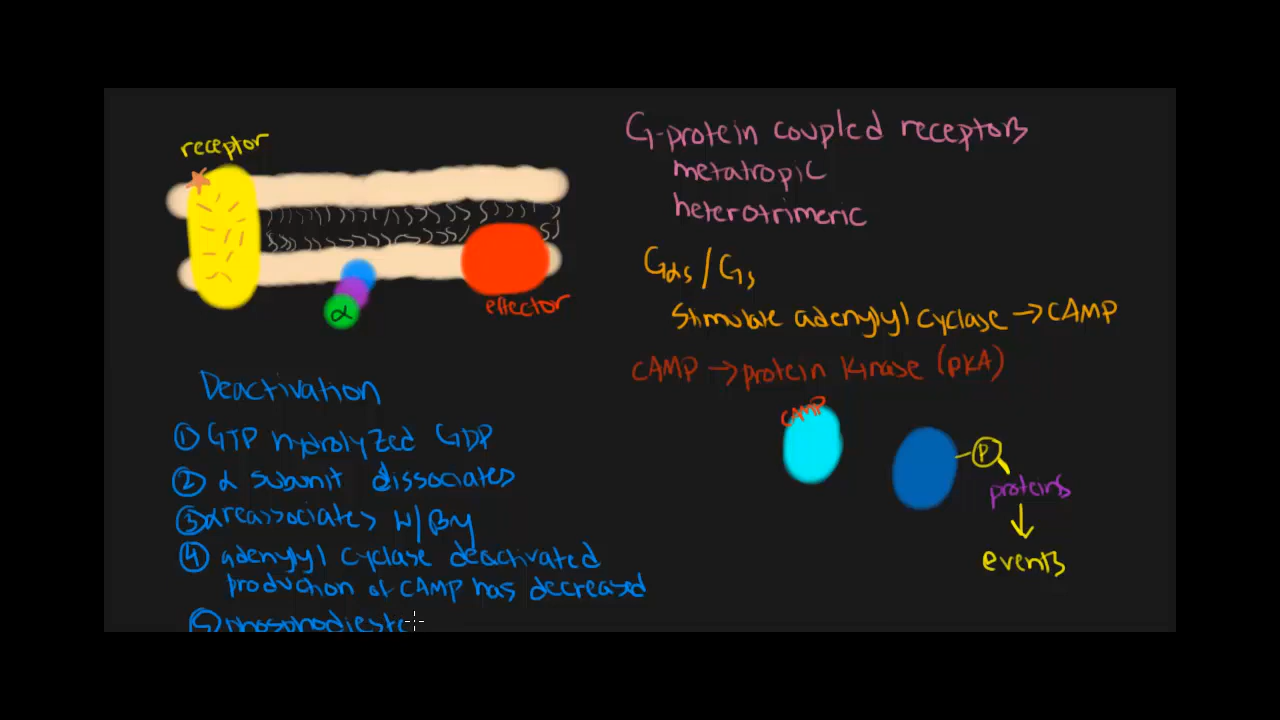 receptor
α
effector
Deactivation
① GTP hydrolyzed GDP
② α subunit dissociates
③ α reassociates w/ βγ
④ adenylyl cyclase deactivated
production of cAMP has decreased
⑤ phosphodieste
G-protein coupled receptors
metatropic
heterotrimeric
Gαs / Gs
Stimulate adenylyl cyclase → cAMP
cAMP → protein kinase (PKA)
cAMP
P
proteins
events